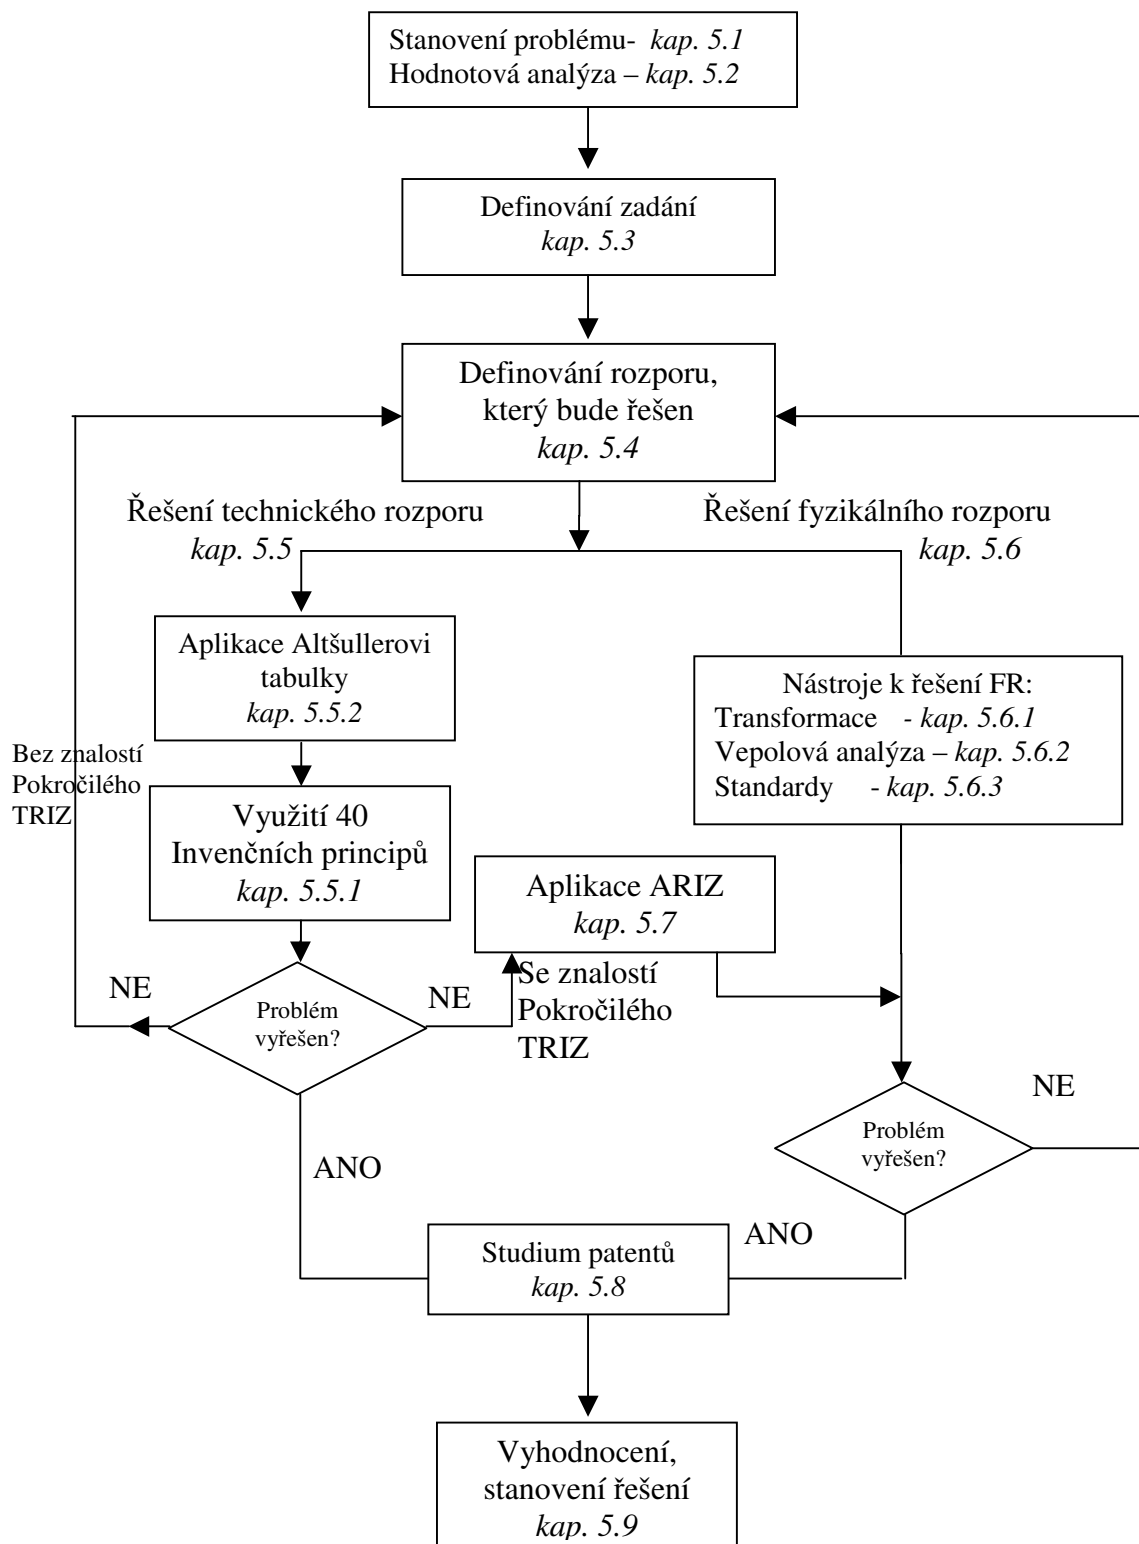 Stanovení problému- kap. 5.1
Hodnotová analýza – kap. 5.2
Definování zadání
kap. 5.3
Definování rozporu,
který bude řešen
kap. 5.4
Řešení technického rozporu
kap. 5.5
Řešení fyzikálního rozporu
kap. 5.6
Aplikace Altšullerovi
tabulky
kap. 5.5.2
Nástroje k řešení FR:
Transformace - kap. 5.6.1
Vepolová analýza – kap. 5.6.2
Standardy - kap. 5.6.3
Bez znalostí
Pokročilého
TRIZ
Využití 40
Invenčních principů
kap. 5.5.1
Aplikace ARIZ
kap. 5.7
NE
Problém
vyřešen?
NE
Se znalostí
Pokročilého
TRIZ
NE
Problém
vyřešen?
ANO
ANO
Studium patentů
kap. 5.8
Vyhodnocení,
stanovení řešení
kap. 5.9